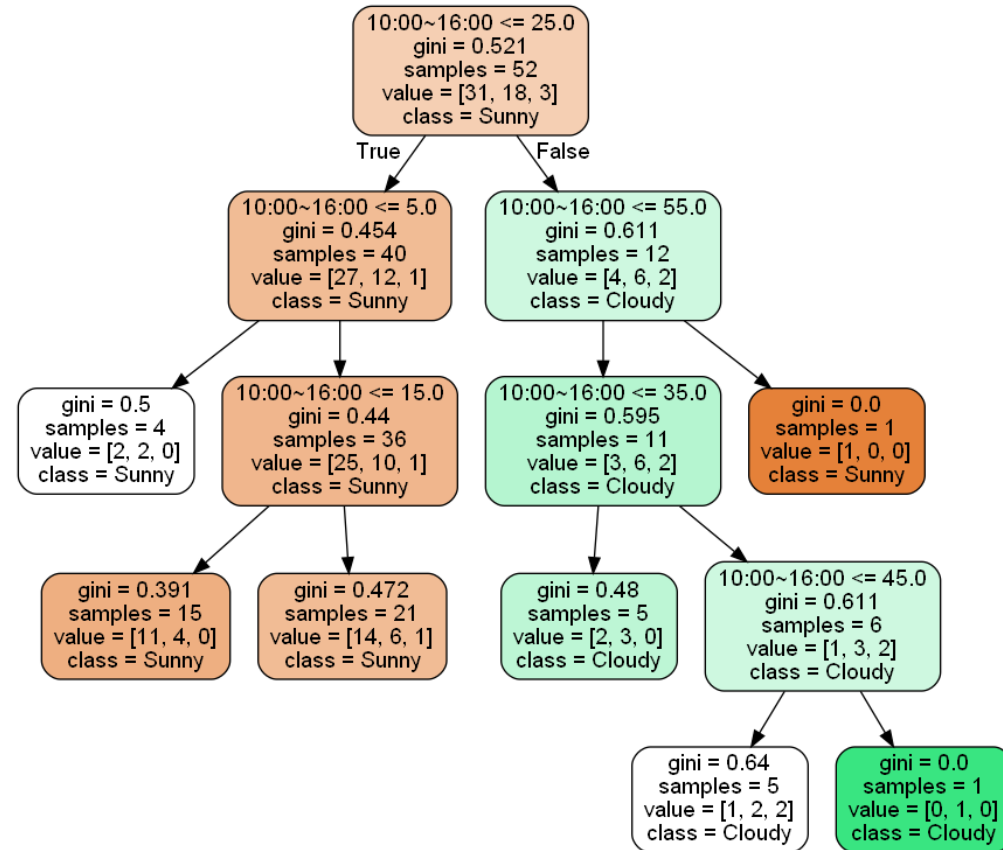 10:00~16:00 <= 25.0
gini = 0.521
samples = 52
value = [31, 18, 3]
class = Sunny
True
False
10:00~16:00 <= 5.0
gini = 0.454
samples = 40
value = [27, 12, 1]
class = Sunny
10:00~16:00 <= 55.0
gini = 0.611
samples = 12
value = [4, 6, 2]
class = Cloudy
gini = 0.5
samples = 4
value = [2, 2, 0]
class = Sunny
10:00~16:00 <= 15.0
gini = 0.44
samples = 36
value = [25, 10, 1]
class = Sunny
10:00~16:00 <= 35.0
gini = 0.595
samples = 11
value = [3, 6, 2]
class = Cloudy
gini = 0.0
samples = 1
value = [1, 0, 0]
class = Sunny
gini = 0.391
samples = 15
value = [11, 4, 0]
class = Sunny
gini = 0.472
samples = 21
value = [14, 6, 1]
class = Sunny
gini = 0.48
samples = 5
value = [2, 3, 0]
class = Cloudy
10:00~16:00 <= 45.0
gini = 0.611
samples = 6
value = [1, 3, 2]
class = Cloudy
gini = 0.64
samples = 5
value = [1, 2, 2]
class = Cloudy
gini = 0.0
samples = 1
value = [0, 1, 0]
class = Cloudy